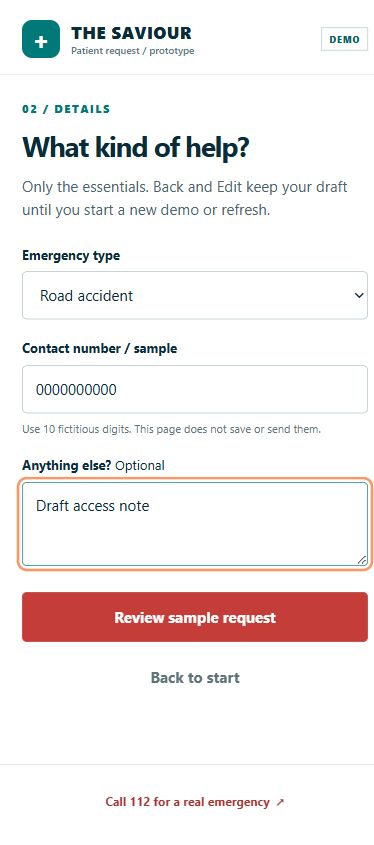 +
THE SAVIOUR
Patient request / prototype
DEMO
02 / DETAILS
What kind of help?
Only the essentials. Back and Edit keep your draft
until you start a new demo or refresh.
Emergency type
Road accident
Contact number / sample
0000000000
Use 10 fictitious digits. This page does not save or send them.
Anything else? Optional
Draft access note
Review sample request
Back to start
Call 112 for a real emergency ↗